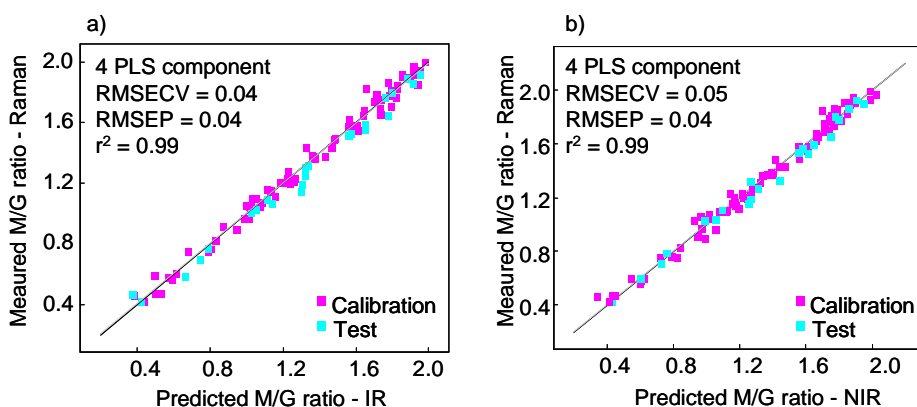 a)
4 PLS component
RMSECV = 0.04
RMSEP = 0.04
r² = 0.99
2.0
1.6
1.2
0.8
0.4
Meaured M/G ratio - Raman
Calibration
Test
0.4 0.8 1.2 1.6 2.0
Predicted M/G ratio - IR
b)
4 PLS component
RMSECV = 0.05
RMSEP = 0.04
r² = 0.99
2.0
1.6
1.2
0.8
0.4
Meaured M/G ratio - Raman
Calibration
Test
0.4 0.8 1.2 1.6 2.0
Predicted M/G ratio - NIR